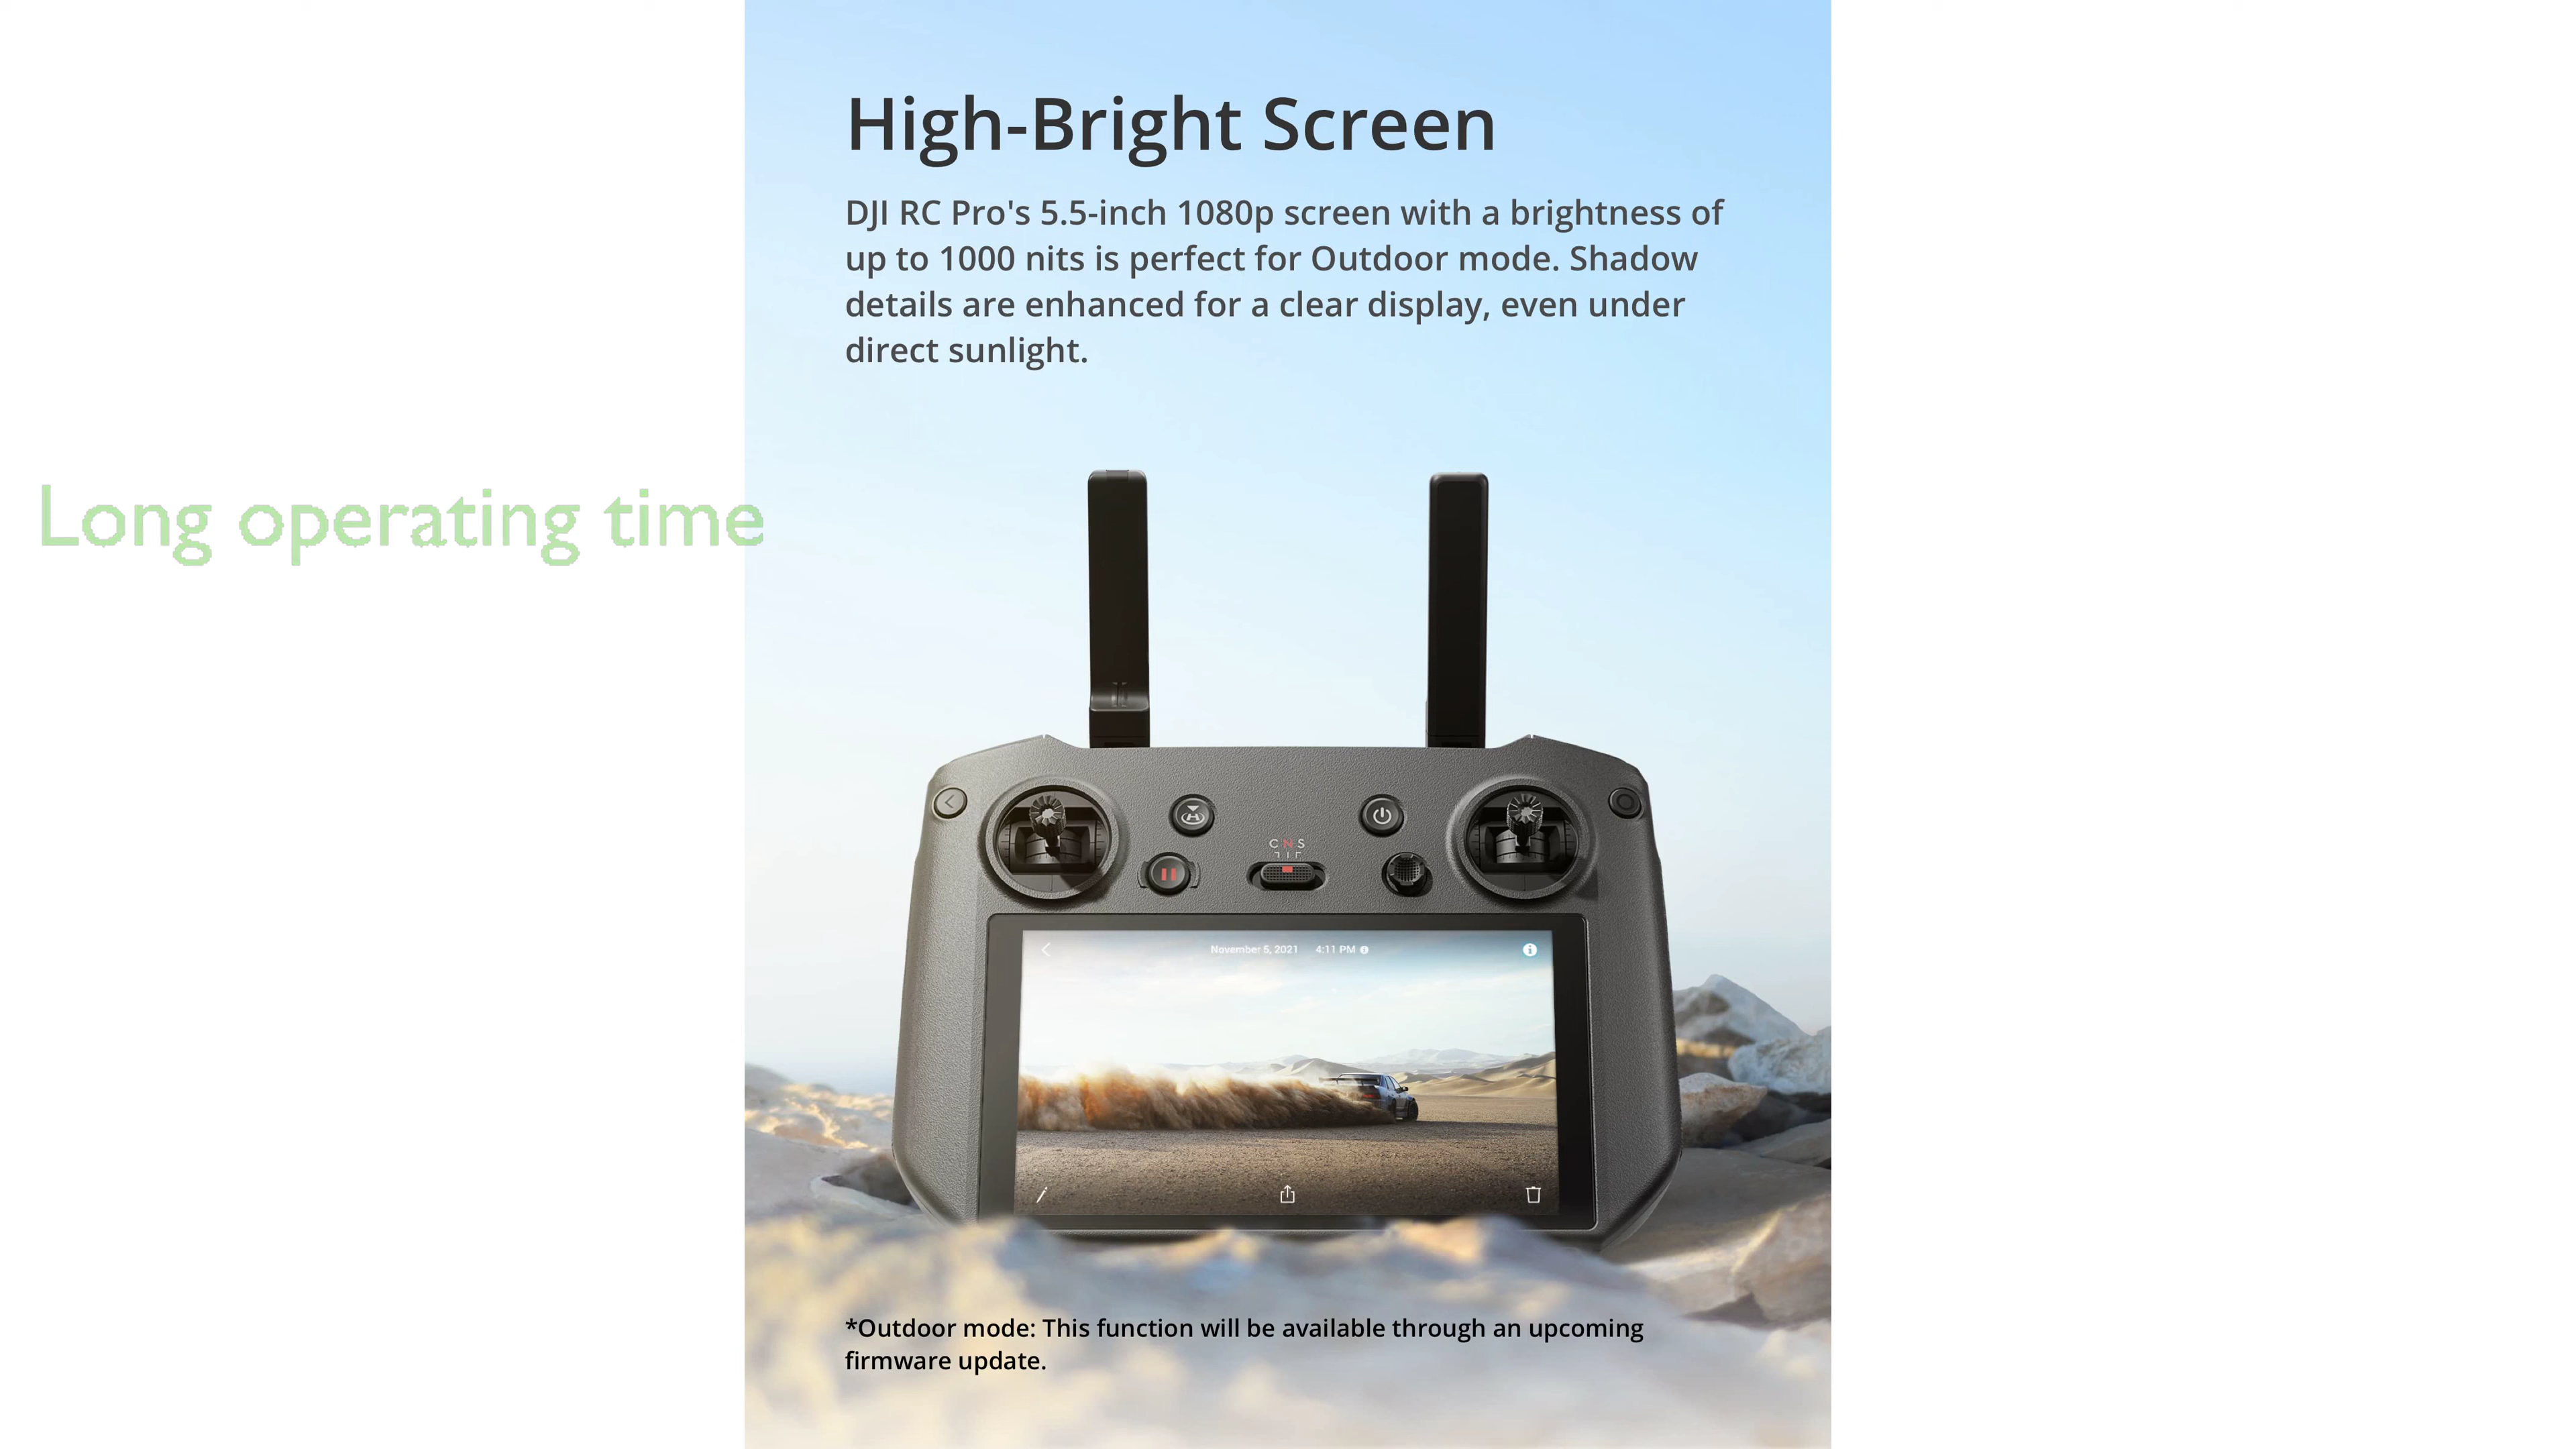 High-Bright Screen
DJI RC Pro's 5.5-inch 1080p screen with a brightness of
up to 1000 nits is perfect for Outdoor mode. Shadow
details are enhanced for a clear display, even under
direct sunlight.
Long operating time
C N S
November 5, 2021 4:11 PM
*Outdoor mode: This function will be available through an upcoming
firmware update.